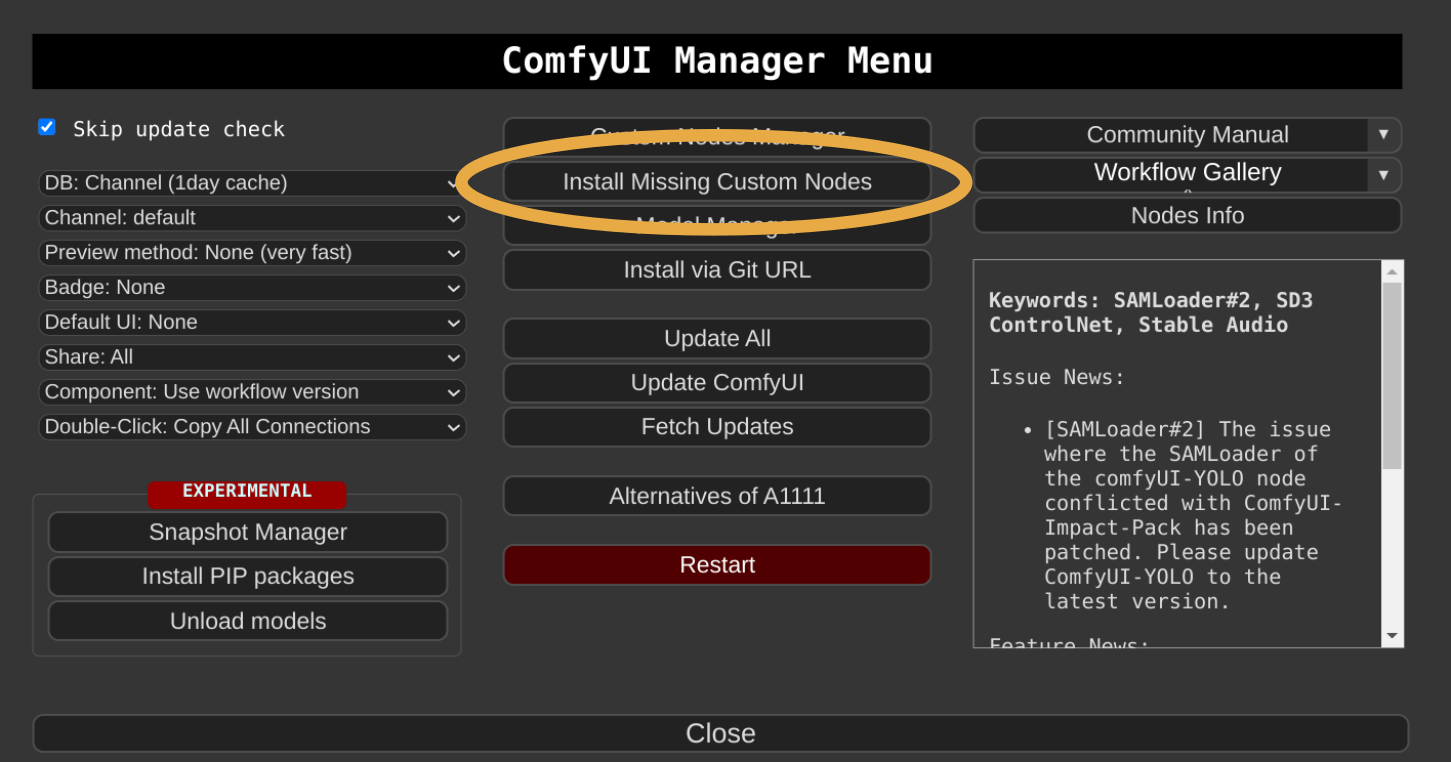 ComfyUI Manager Menu
Skip update check
DB: Channel (1day cache)
Channel: default
Preview method: None (very fast)
Badge: None
Default UI: None
Share: All
Component: Use workflow version
Double-Click: Copy All Connections
EXPERIMENTAL
Snapshot Manager
Install PIP packages
Unload models
Custom Nodes Manager
Install Missing Custom Nodes
Model Manager
Install via Git URL
Update All
Update ComfyUI
Fetch Updates
Alternatives of A1111
Restart
Community Manual
Workflow Gallery
Nodes Info
Keywords: SAMLoader#2, SD3
ControlNet, Stable Audio
Issue News:
• [SAMLoader#2] The issue
where the SAMLoader of
the comfyUI-YOLO node
conflicted with ComfyUI-
Impact-Pack has been
patched. Please update
ComfyUI-YOLO to the
latest version.
Feature News:
Close